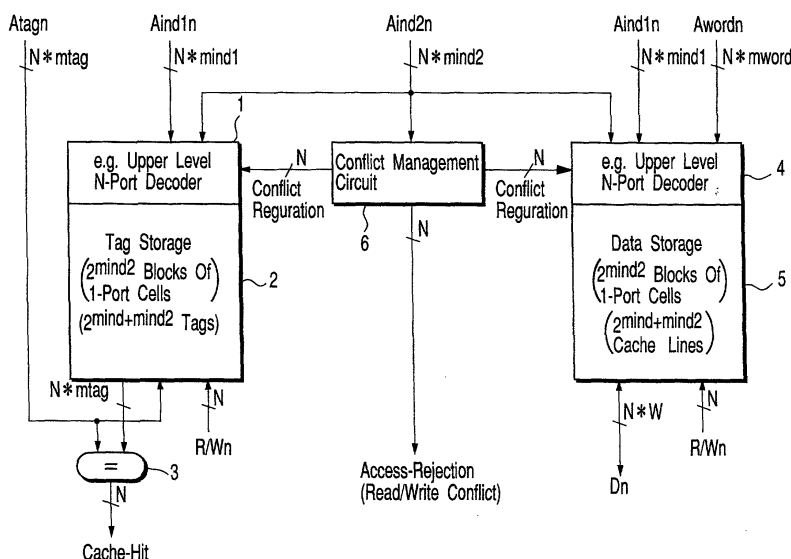 Atagn
Aind1n
Aind2n
Aind1n
Awordn
N*mtag
N*mind1
N*mind2
N*mind1
N*mword
1
e.g. Upper Level
N-Port Decoder
N
Conflict Management
Circuit
N
e.g. Upper Level
N-Port Decoder
4
Conflict
Reguration
6
Conflict
Reguration
N
Tag Storage
(2mind2 Blocks Of
1-Port Cells)
(2mind+mind2 Tags)
2
Data Storage
(2mind2 Blocks Of
1-Port Cells)
(2mind+mind2
Cache Lines)
5
N*mtag
N
R/Wn
N*W
N
R/Wn
=
3
N
Access-Rejection
(Read/Write Conflict)
Dn
Cache-Hit